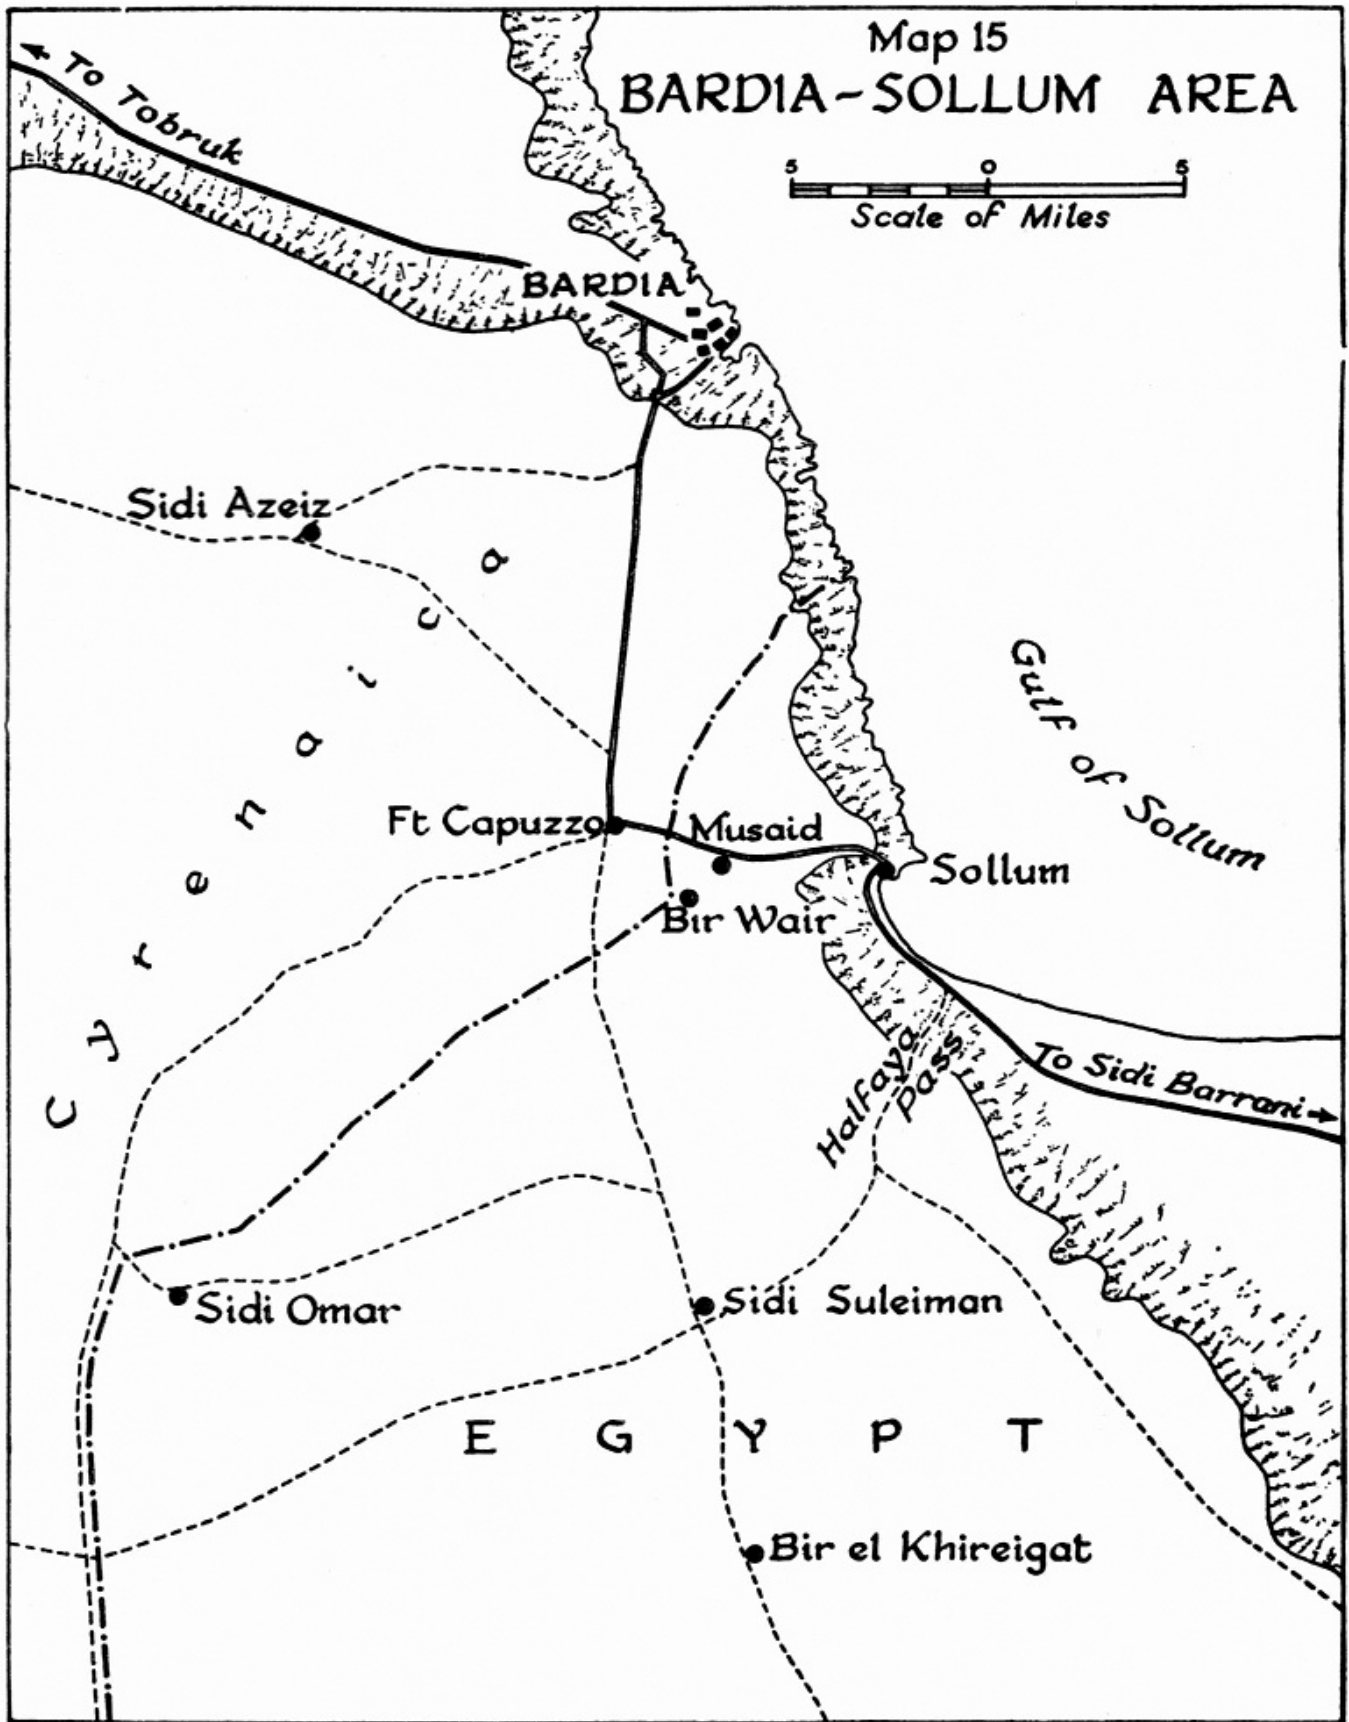 Map 15
BARDIA-SOLLUM AREA
5 0 5
Scale of Miles
← To Tobruk
BARDIA
Sidi Azeiz
Cyrenaica
Gulf of Sollum
Ft Capuzzo
Musaid
Sollum
Bir Wair
Halfaya
Pass
To Sidi Barrani→
Sidi Omar
Sidi Suleiman
EGYPT
Bir el Khireigat